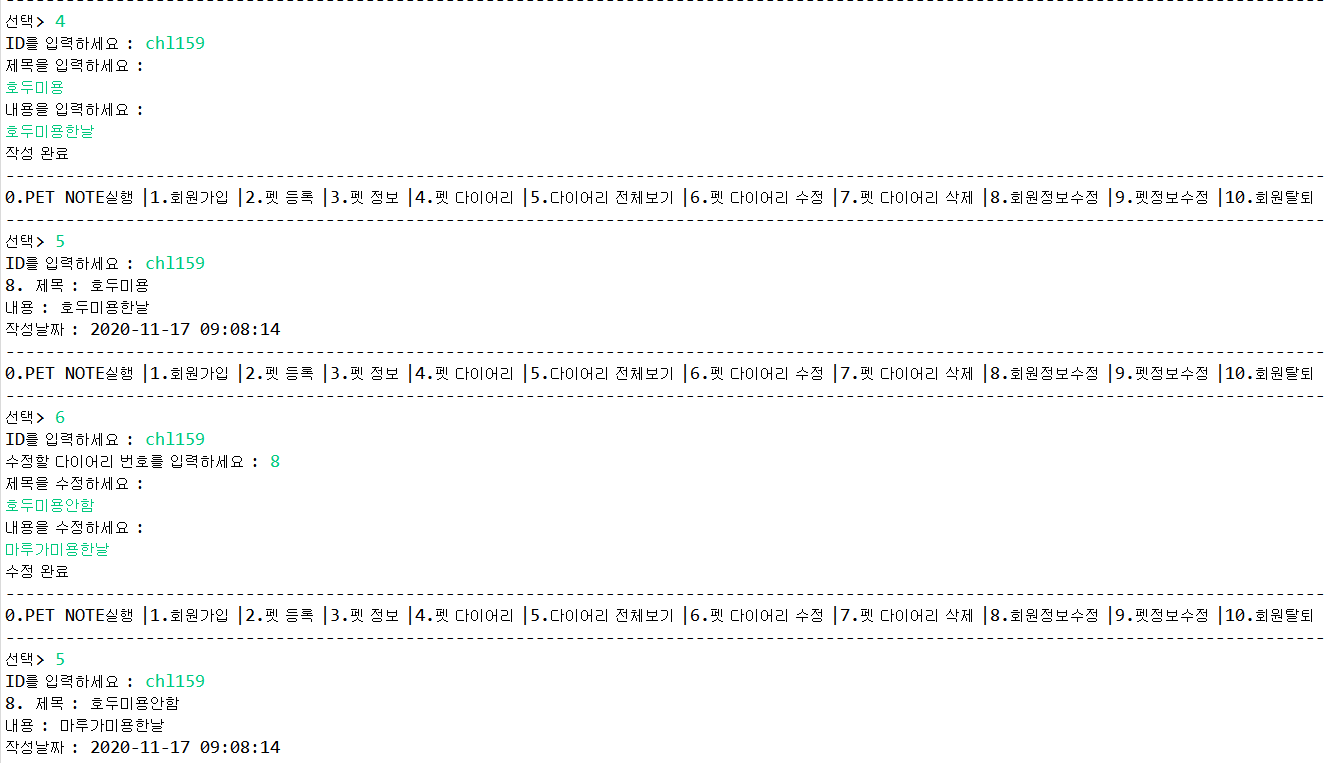 선택> 4
ID를 입력하세요 : chl159
제목을 입력하세요 :
호두미용
내용을 입력하세요 :
호두미용한날
작성 완료
0.PET NOTE실행 |1.회원가입 |2.펫 등록 |3.펫 정보 |4.펫 다이어리 |5.다이어리 전체보기 |6.펫 다이어리 수정 |7.펫 다이어리 삭제 |8.회원정보수정 |9.펫정보수정 |10.회원탈퇴
선택> 5
ID를 입력하세요 : chl159
8. 제목 : 호두미용
내용 : 호두미용한날
작성날짜 : 2020-11-17 09:08:14
0.PET NOTE실행 |1.회원가입 |2.펫 등록 |3.펫 정보 |4.펫 다이어리 |5.다이어리 전체보기 |6.펫 다이어리 수정 |7.펫 다이어리 삭제 |8.회원정보수정 |9.펫정보수정 |10.회원탈퇴
선택> 6
ID를 입력하세요 : chl159
수정할 다이어리 번호를 입력하세요 : 8
제목을 수정하세요 :
호두미용안함
내용을 수정하세요 :
마루가미용한날
수정 완료
0.PET NOTE실행 |1.회원가입 |2.펫 등록 |3.펫 정보 |4.펫 다이어리 |5.다이어리 전체보기 |6.펫 다이어리 수정 |7.펫 다이어리 삭제 |8.회원정보수정 |9.펫정보수정 |10.회원탈퇴
선택> 5
ID를 입력하세요 : chl159
8. 제목 : 호두미용안함
내용 : 마루가미용한날
작성날짜 : 2020-11-17 09:08:14